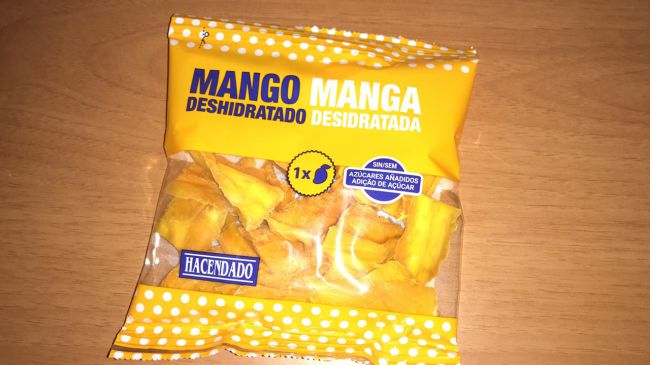 MANGO MANGA
DESHIDRATADO DESIDRATADA
1x
SIN/SEM
AZÚCARES AÑADIDOS
ADIÇÃO DE AÇÚCAR
HACENDADO